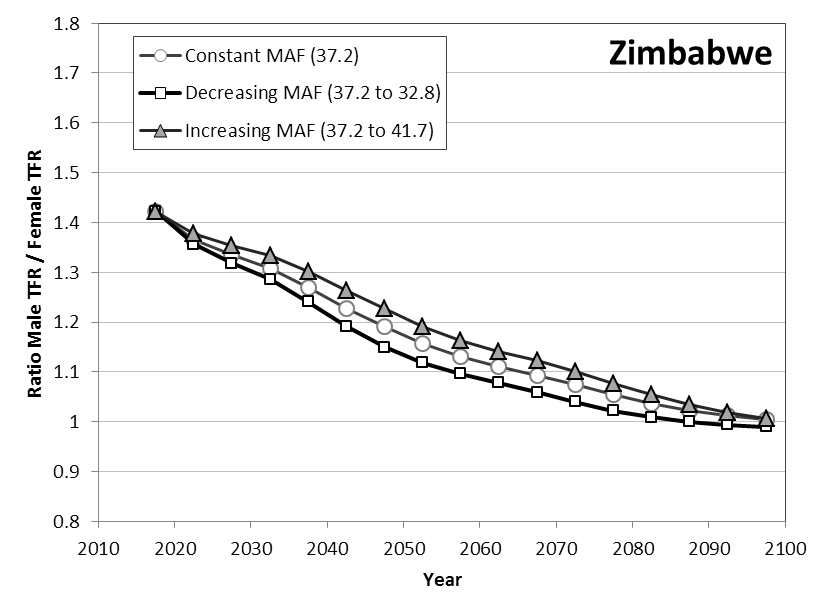 Zimbabwe
Constant MAF (37.2)
Decreasing MAF (37.2 to 32.8)
Increasing MAF (37.2 to 41.7)
Ratio Male TFR / Female TFR
1.8
1.7
1.6
1.5
1.4
1.3
1.2
1.1
1
0.9
0.8
2010 2020 2030 2040 2050 2060 2070 2080 2090 2100
Year